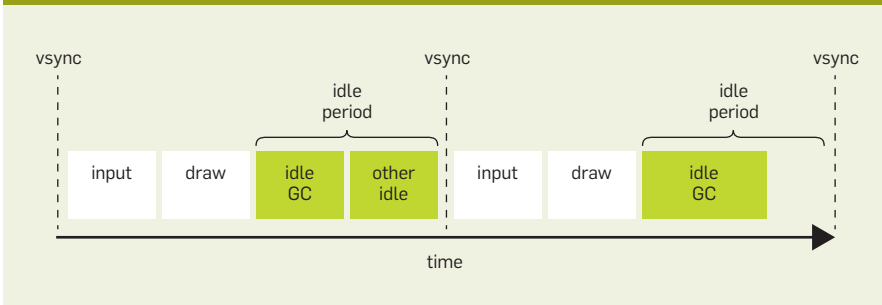 vsync
vsync
vsync
idle
period
idle
period
input
draw
idle
GC
other
idle
input
draw
idle
GC
time